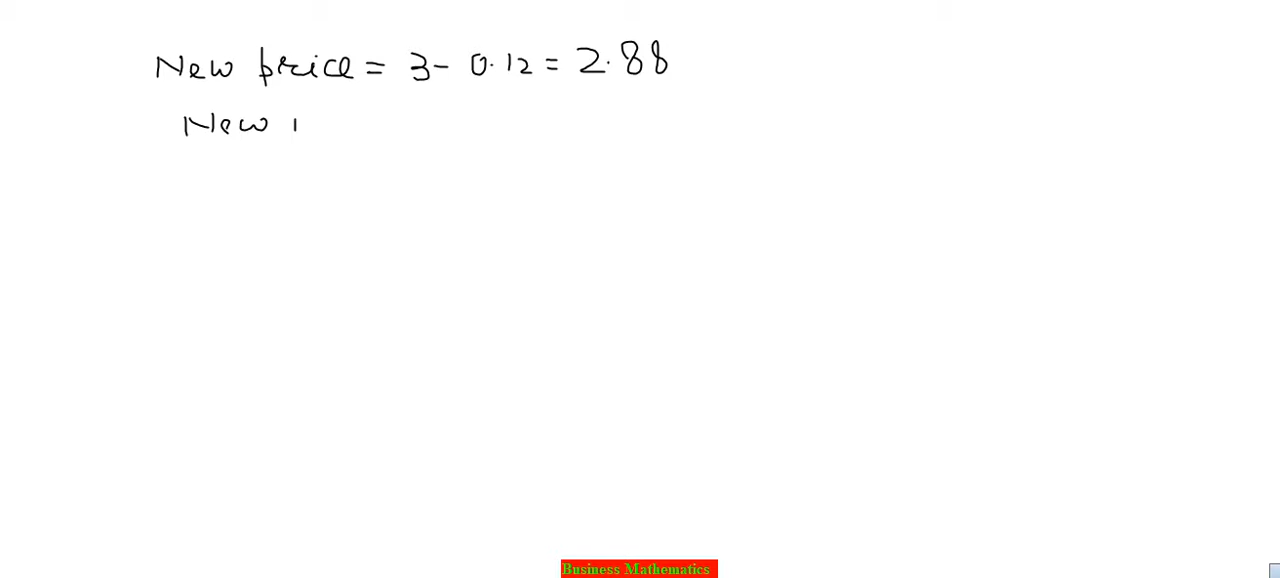 New price = 3 - 0.12 = 2.88
New
Business Mathematics